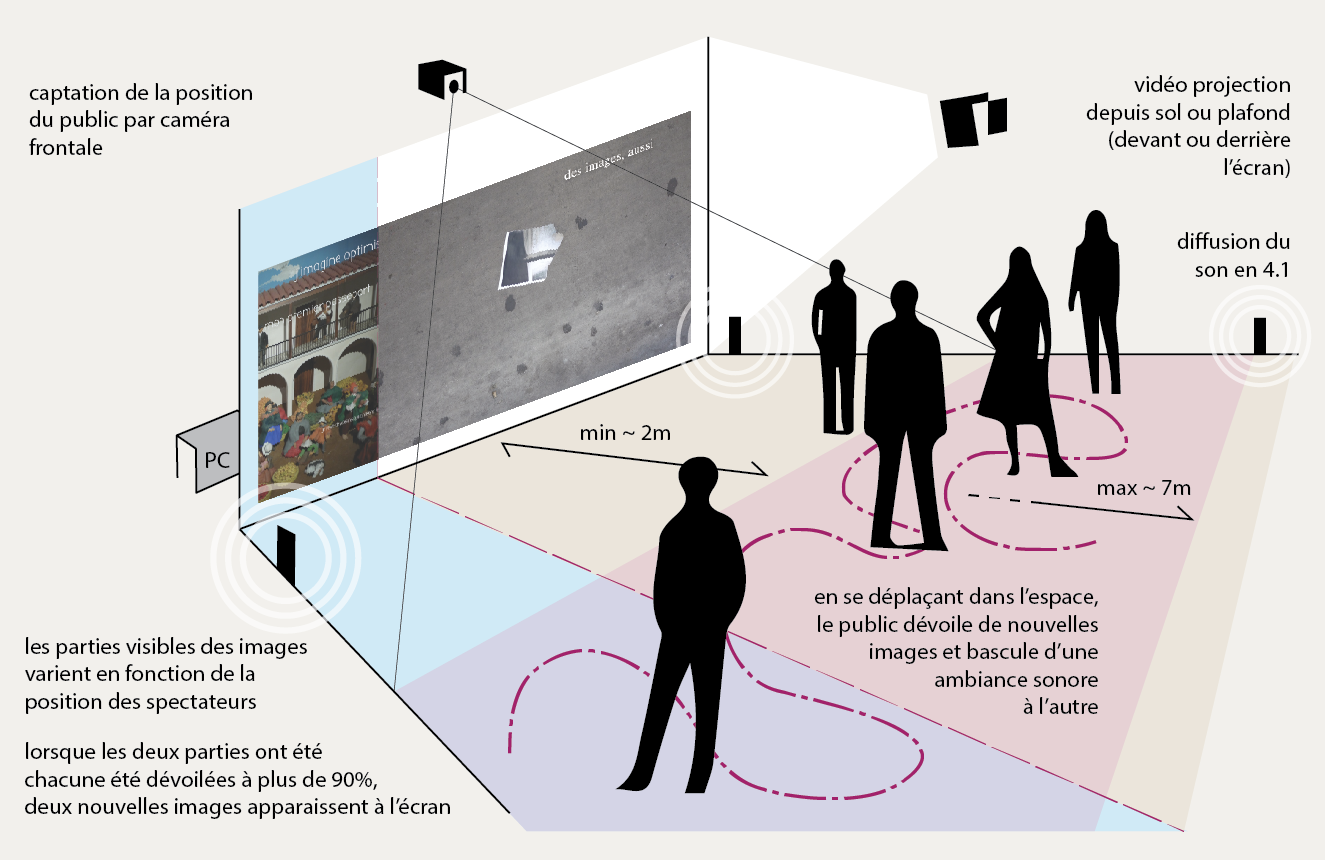 captation de la position
du public par caméra
frontale
vidéo projection
depuis sol ou plafond
(devant ou derrière
l'écran)
des images, aussi
diffusion du
son en 4.1
imagine optimis
premier
min ~ 2m
PC
max ~ 7m
en se déplaçant dans l'espace,
le public dévoile de nouvelles
images et bascule d'une
ambiance sonore
à l'autre
les parties visibles des images
varient en fonction de la
position des spectateurs
lorsque les deux parties ont été
chacune été dévoilées à plus de 90%,
deux nouvelles images apparaissent à l'écran